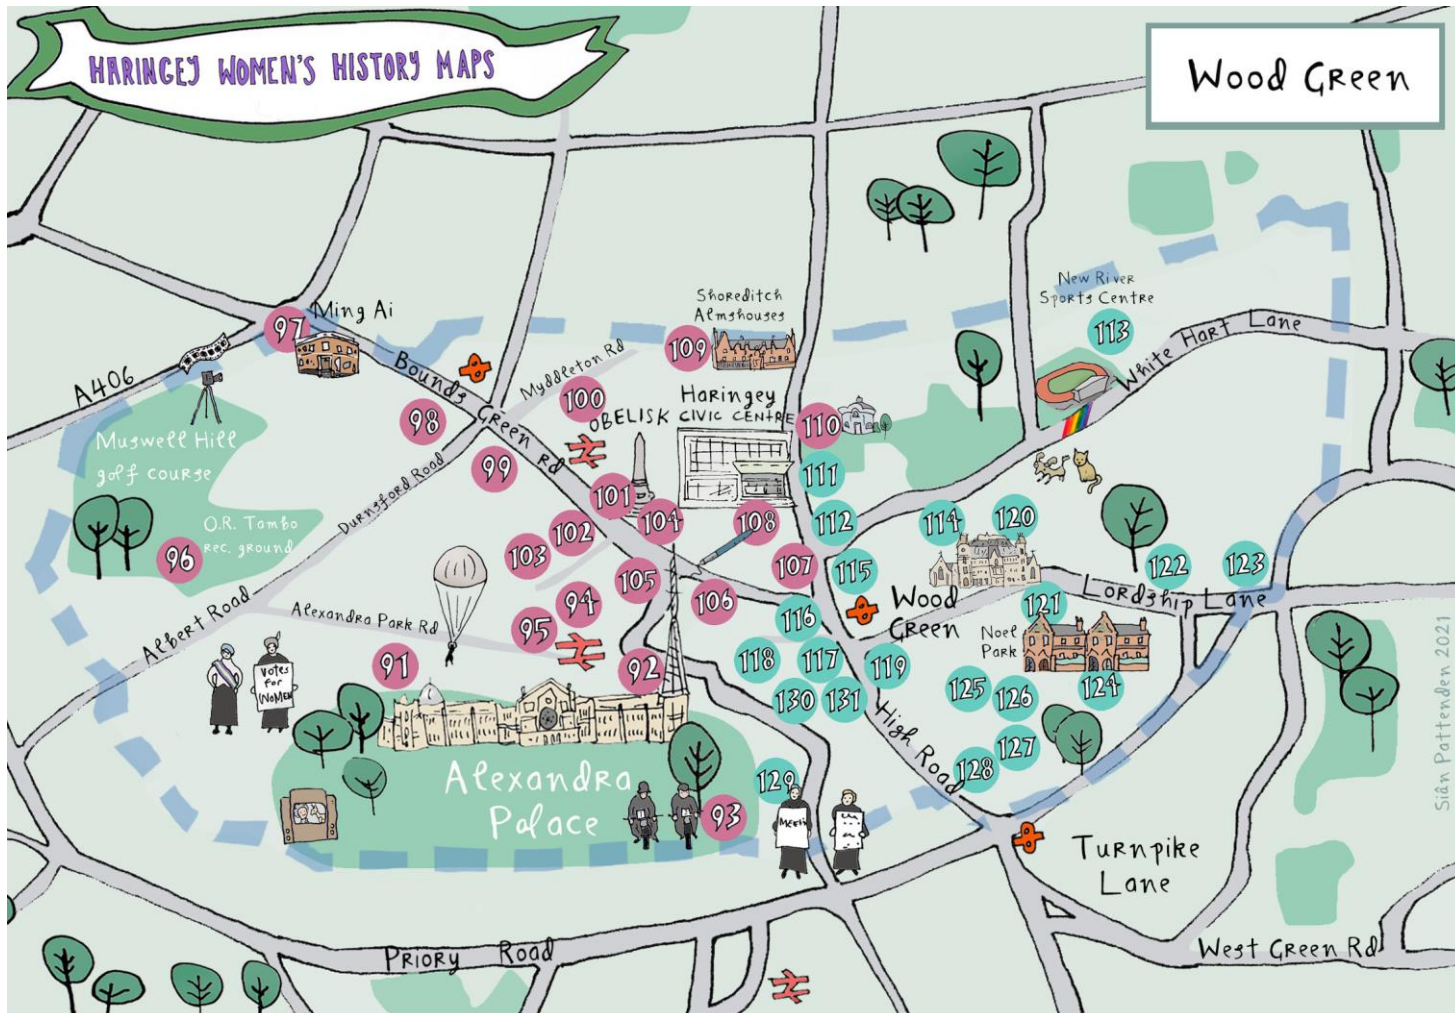 HARINGEY WOMEN'S HISTORY MAPS
Wood Green
97
Ming Ai
A406
Bounds Green Rd
Shoreditch
Almshouses
109
New River
Sports Centre
113
White Hart Lane
Myddleton Rd
100
OBELISK
Haringey
CIVIC CENTRE
110
98
99
Muswell Hill
golf course
O.R. Tambo
rec. ground
96
Durnsford Road
101
102
103
104
108
111
112
114
120
107
115
105
106
94
95
122
123
Lordship Lane
Wood
Green
116
121
Noel
Park
Albert Road
Alexandra Park Rd
Votes
for
WOMEN
91
92
118
117
119
130
131
125
126
124
127
128
High Road
Alexandra
Palace
93
129
Turnpike
Lane
Priory Road
West Green Rd
Siân Pattenden 2021